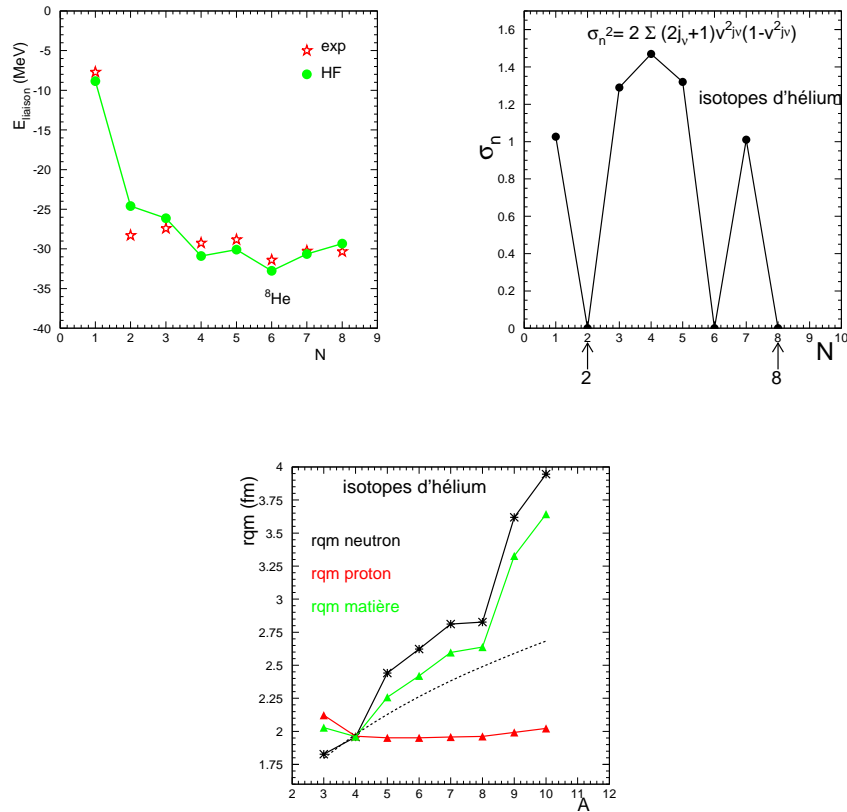 E_liaison (MeV)
0
-5
-10
-15
-20
-25
-30
-35
-40
exp
HF
⁸He
0 1 2 3 4 5 6 7 8 9
N
σₙ
1.6
1.4
1.2
1
0.8
0.6
0.4
0.2
0
σₙ²= 2 Σ (2jᵥ+1)v²ʲᵛ(1-v²ʲᵛ)
isotopes d'hélium
0 1 2 3 4 5 6 7 8 9 10
N
2 8
rqm (fm)
4
3.75
3.5
3.25
3
2.75
2.5
2.25
2
1.75
isotopes d'hélium
rqm neutron
rqm proton
rqm matière
2 3 4 5 6 7 8 9 10 11 12
A